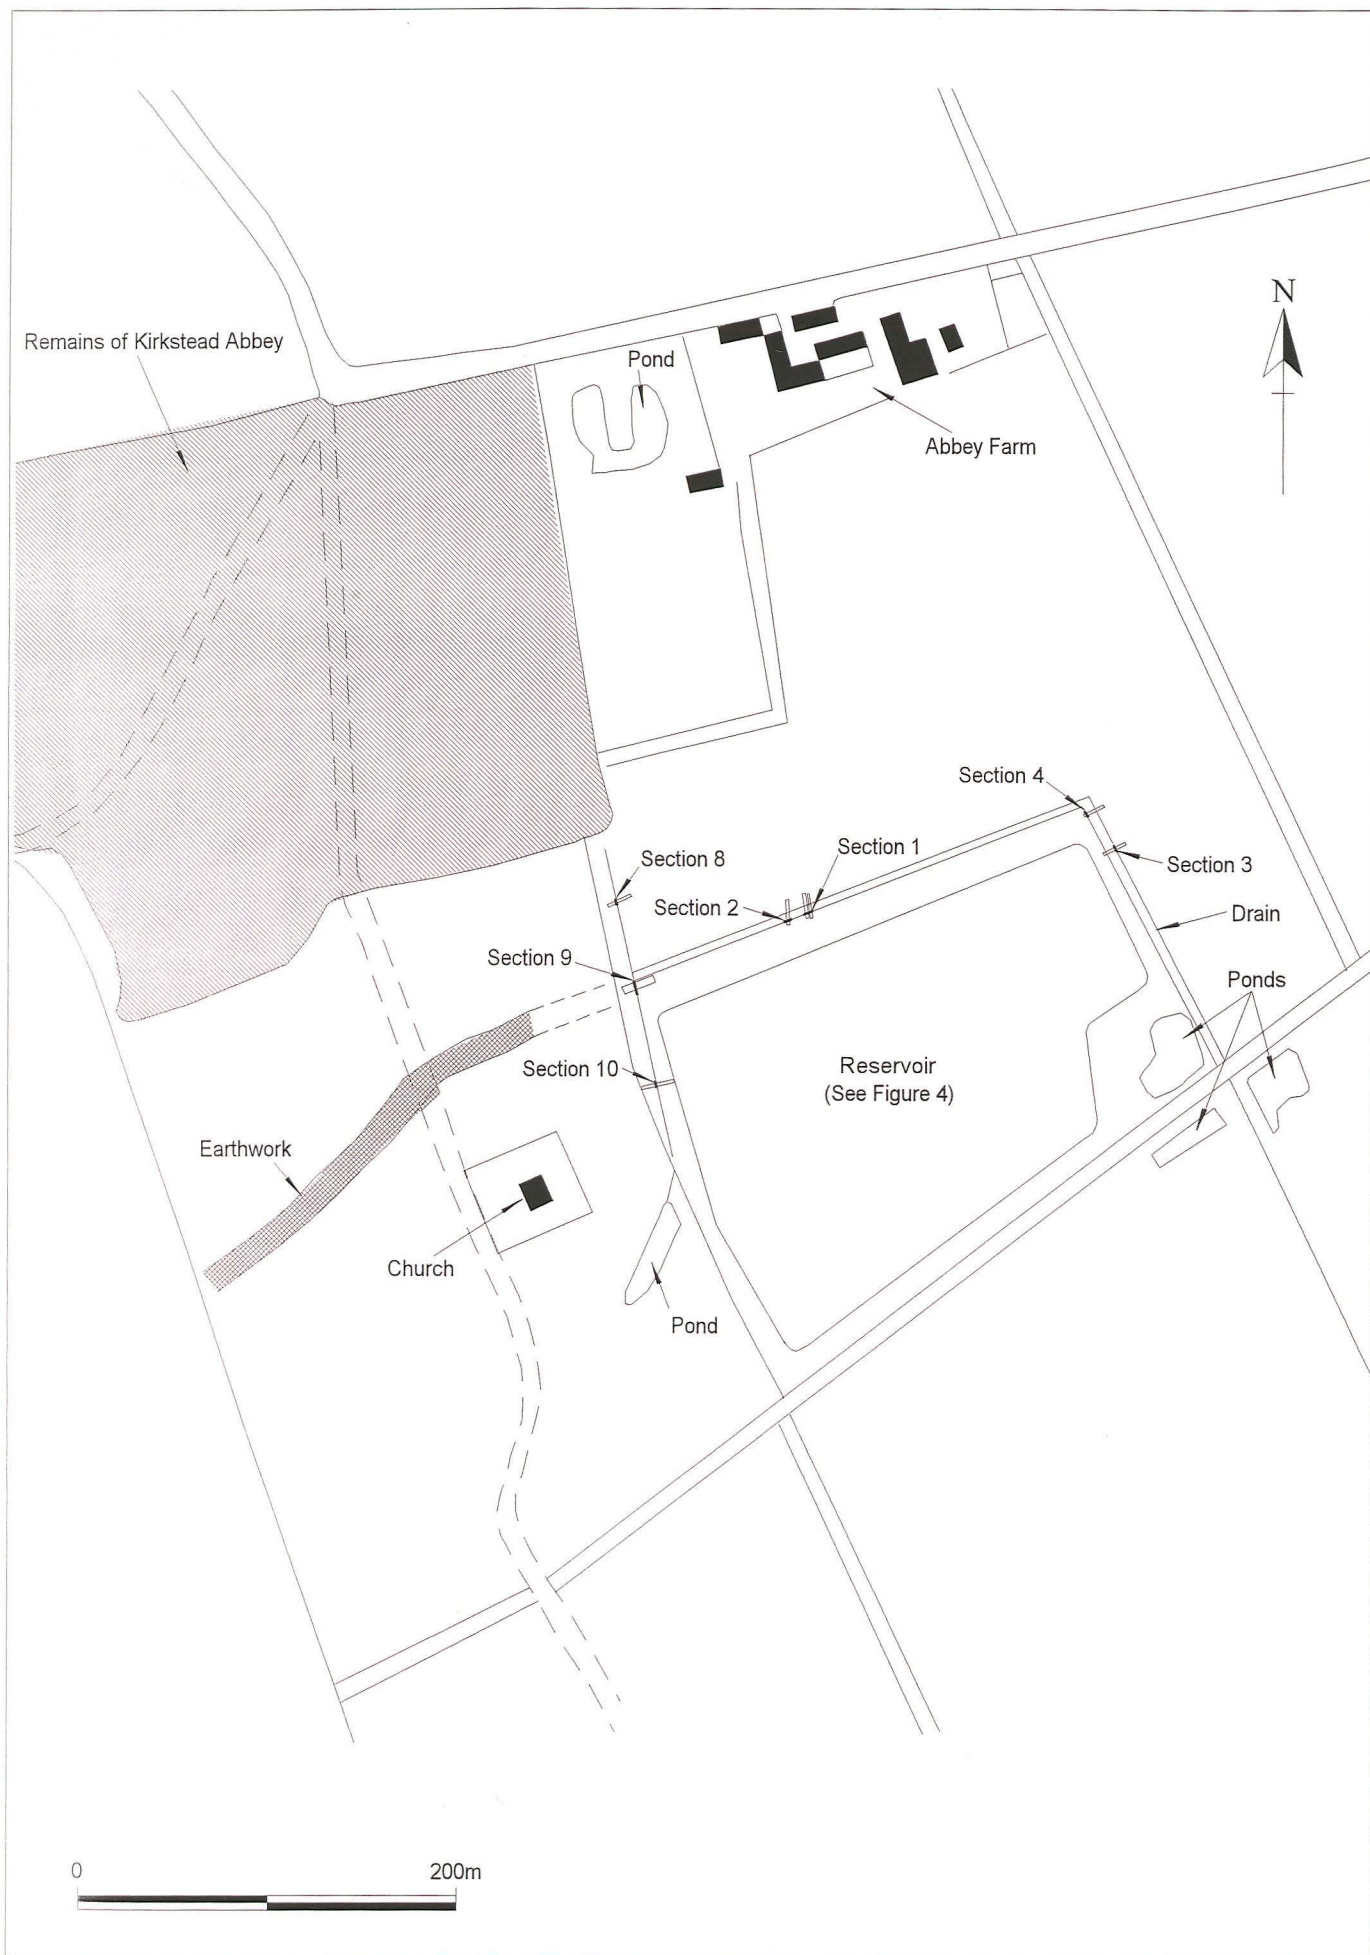 N
Remains of Kirkstead Abbey
Pond
Abbey Farm
Section 4
Section 1
Section 8
Section 3
Section 2
Drain
Section 9
Ponds
Reservoir
(See Figure 4)
Section 10
Earthwork
Church
Pond
0
200m